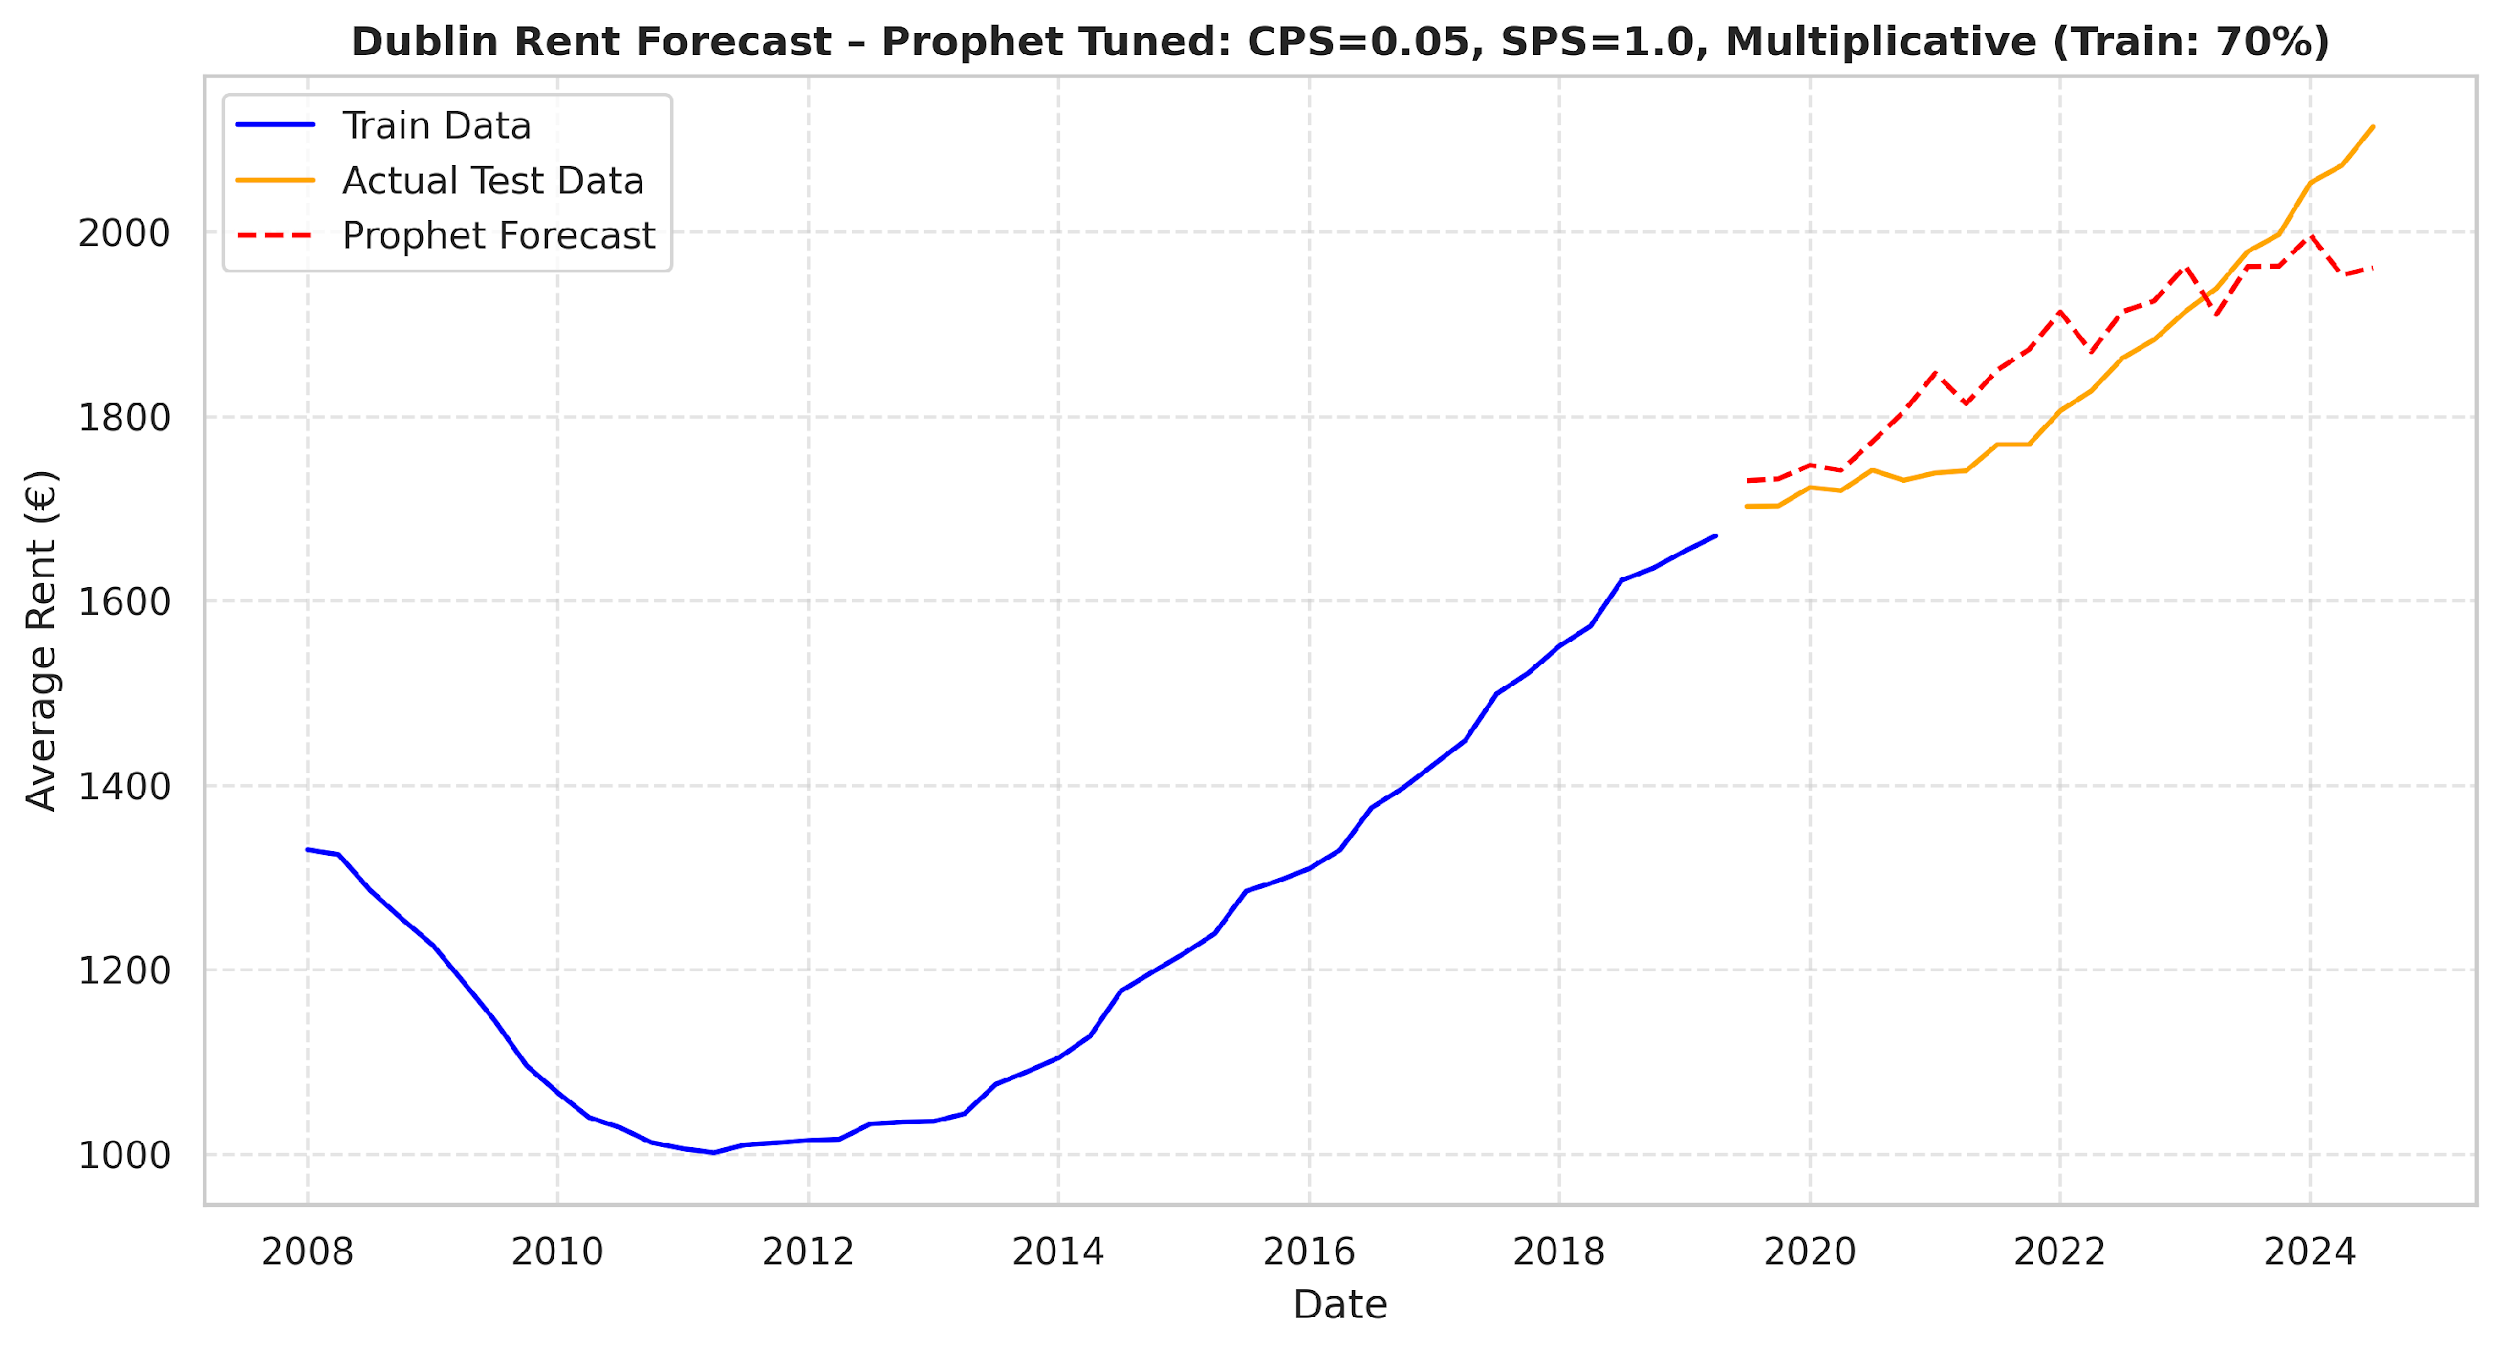 Dublin Rent Forecast – Prophet Tuned: CPS=0.05, SPS=1.0, Multiplicative (Train: 70%)
Train Data
Actual Test Data
Prophet Forecast
Average Rent (€)
2000
1800
1600
1400
1200
1000
2008 2010 2012 2014 2016 2018 2020 2022 2024
Date